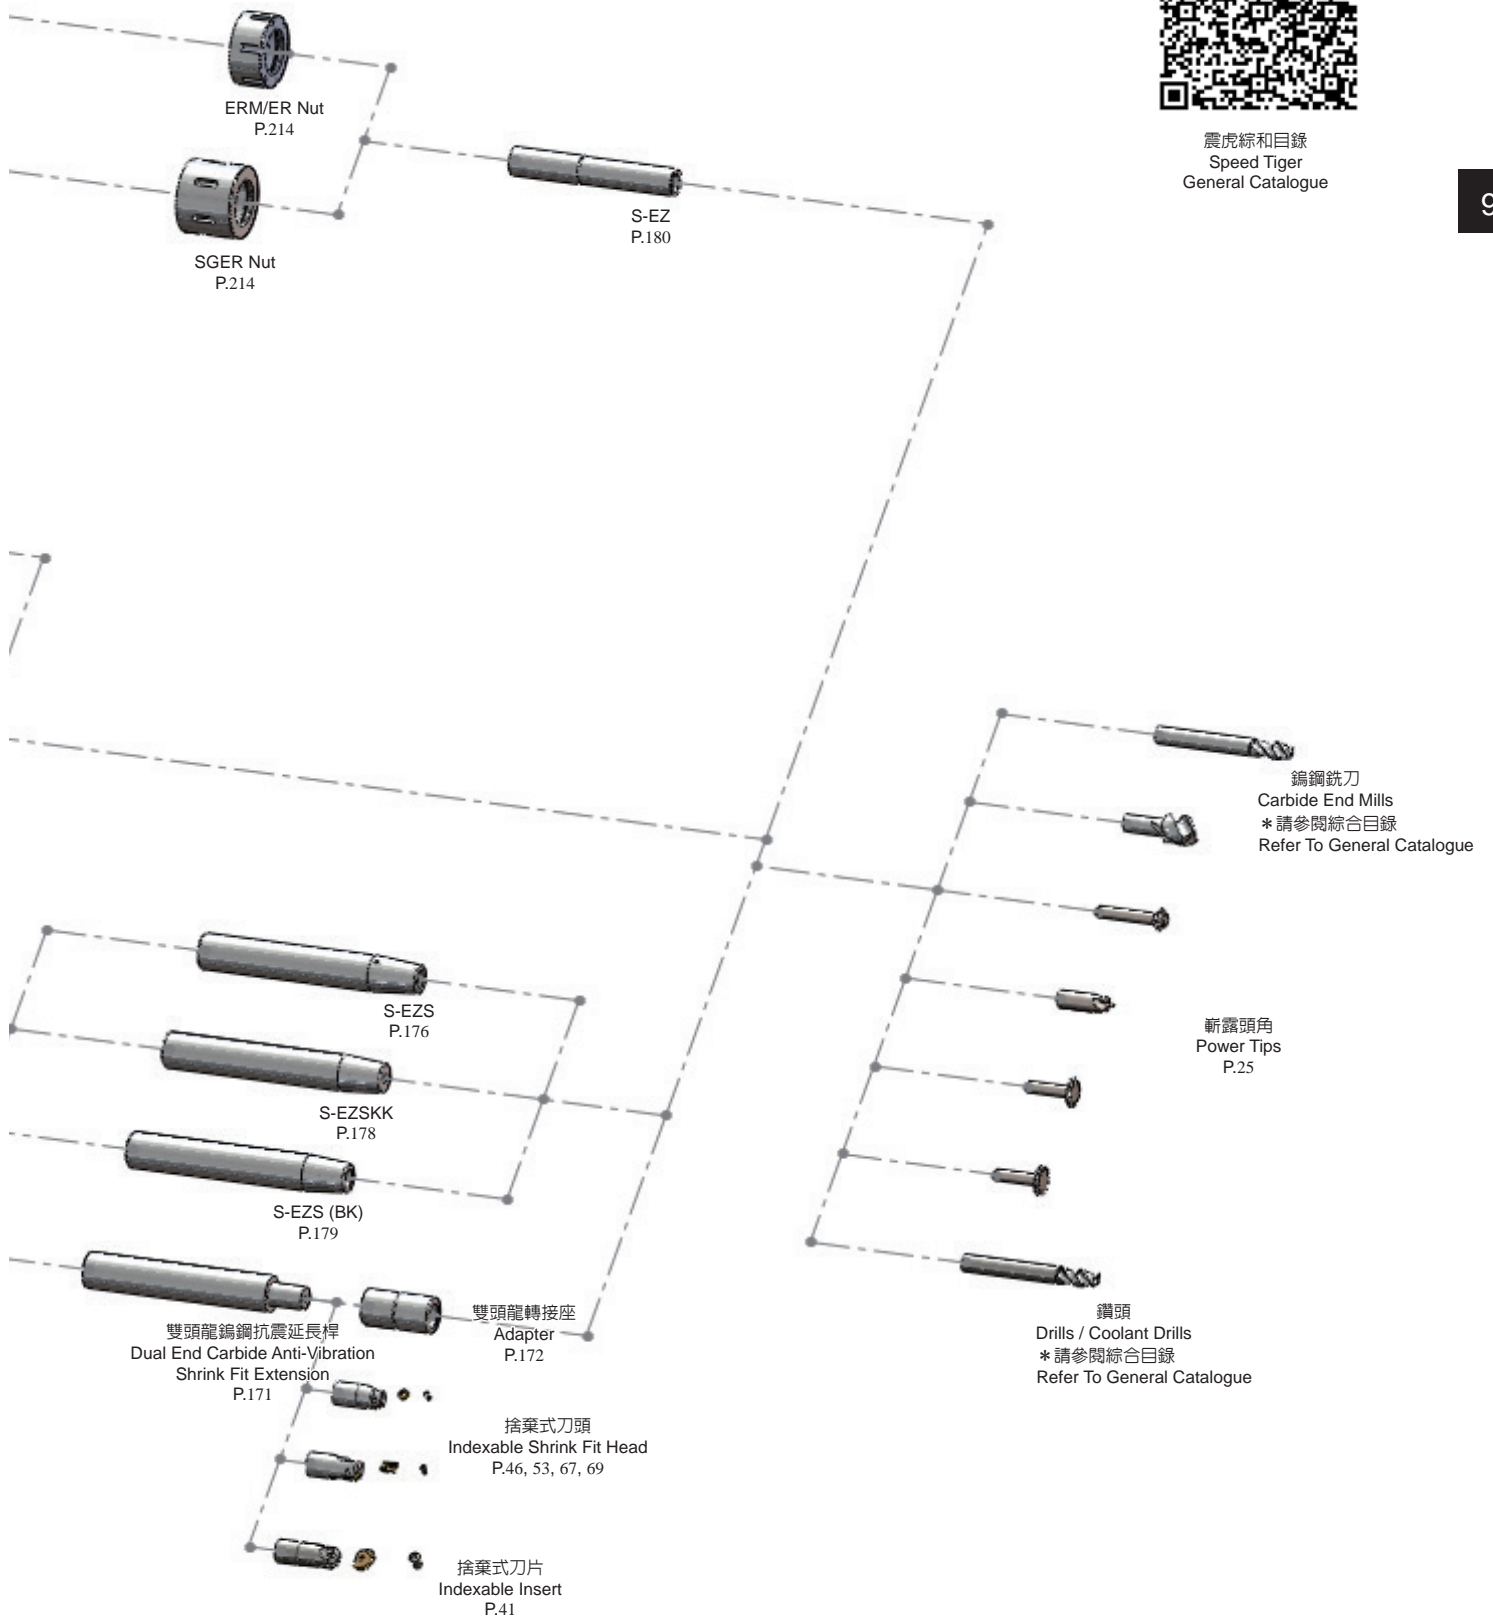 ERM/ER Nut
P.214
震虎綜和目錄
Speed Tiger
General Catalogue
9
S-EZ
P.180
SGER Nut
P.214
鎢鋼銑刀
Carbide End Mills
＊請參閱綜合目錄
Refer To General Catalogue
S-EZS
P.176
嶄露頭角
Power Tips
P.25
S-EZSKK
P.178
S-EZS (BK)
P.179
雙頭龍鎢鋼抗震延長桿
Dual End Carbide Anti-Vibration
Shrink Fit Extension
P.171
雙頭龍轉接座
Adapter
P.172
鑽頭
Drills / Coolant Drills
＊請參閱綜合目錄
Refer To General Catalogue
捨棄式刀頭
Indexable Shrink Fit Head
P.46, 53, 67, 69
捨棄式刀片
Indexable Insert
P.41